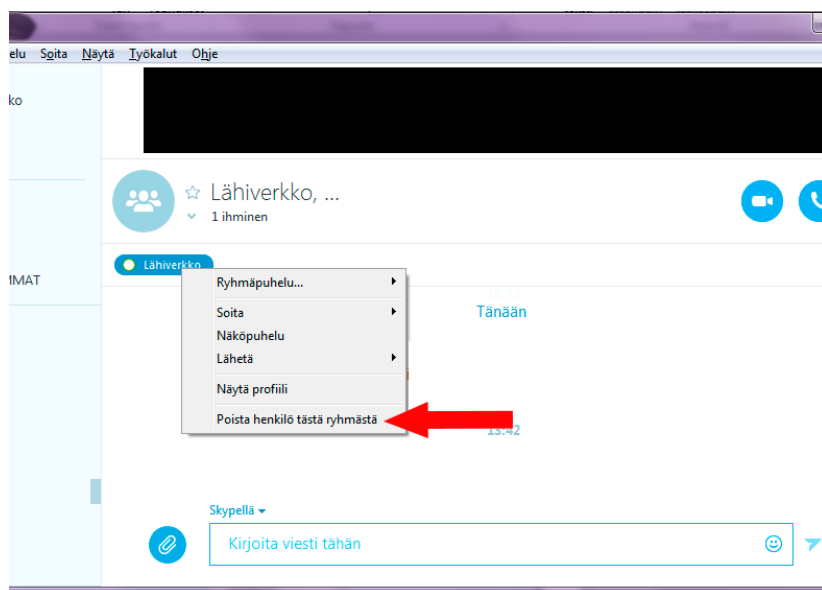 elu Soita Näytä Työkalut Ohje
ko
Lähiverkko, ...
1 ihminen
Lähiverkko
MMAT
Ryhmäpuhelu...
Soita
Näköpuhelu
Lähetä
Näytä profiili
Poista henkilö tästä ryhmästä
Tänään
13:42
Skypellä
Kirjoita viesti tähän